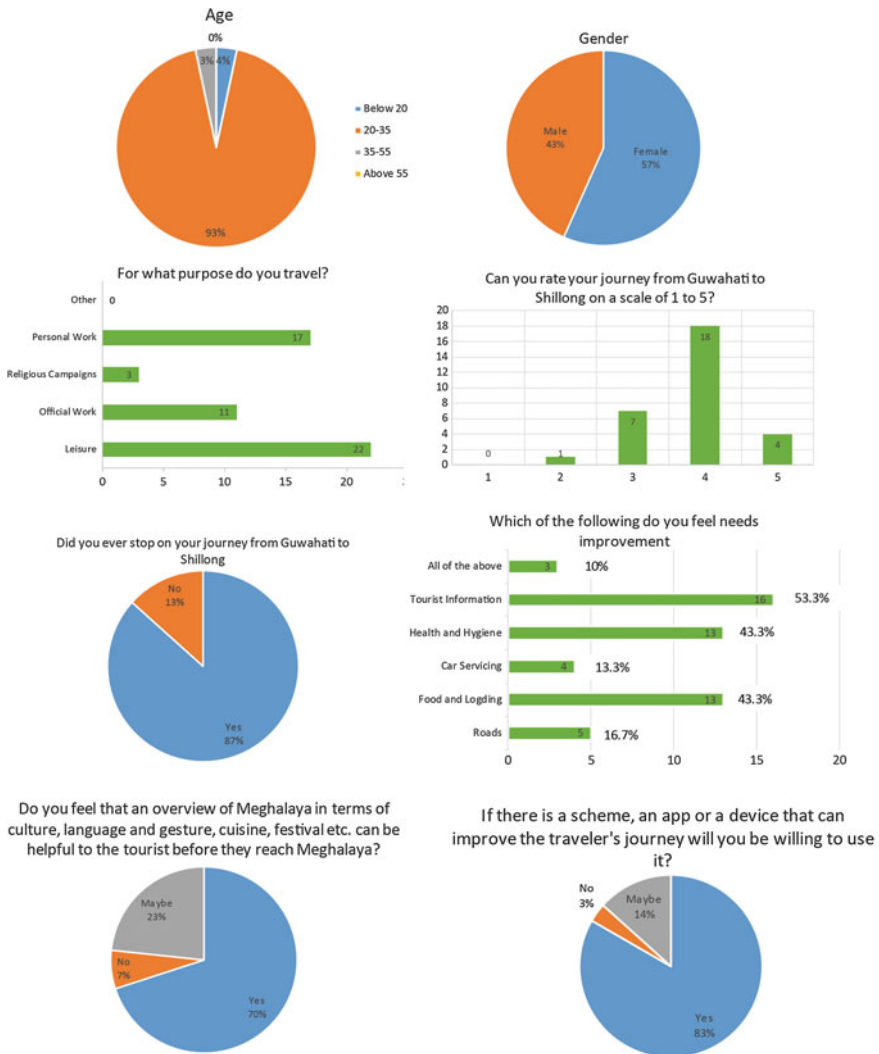 Age
0%
3%
4%
93%
Below 20
20-35
35-55
Above 55
Gender
Male
43%
Female
57%
For what purpose do you travel?
Other
0
Personal Work
17
Religious Campaigns
3
Official Work
11
Leisure
22
0
5
10
15
20
Can you rate your journey from Guwahati to
Shillong on a scale of 1 to 5?
20
18
16
14
12
10
8
6
4
2
0
0
1
7
18
4
1
2
3
4
5
Did you ever stop on your journey from Guwahati to
Shillong
No
13%
Yes
87%
Which of the following do you feel needs
improvement
All of the above
3
10%
Tourist Information
16
53.3%
Health and Hygiene
13
43.3%
Car Servicing
4
13.3%
Food and Logding
13
43.3%
Roads
5
16.7%
0
5
10
15
20
Do you feel that an overview of Meghalaya in terms of
culture, language and gesture, cuisine, festival etc. can be
helpful to the tourist before they reach Meghalaya?
Maybe
23%
No
7%
Yes
70%
If there is a scheme, an app or a device that can
improve the traveler's journey will you be willing to use
it?
No
3%
Maybe
14%
Yes
83%